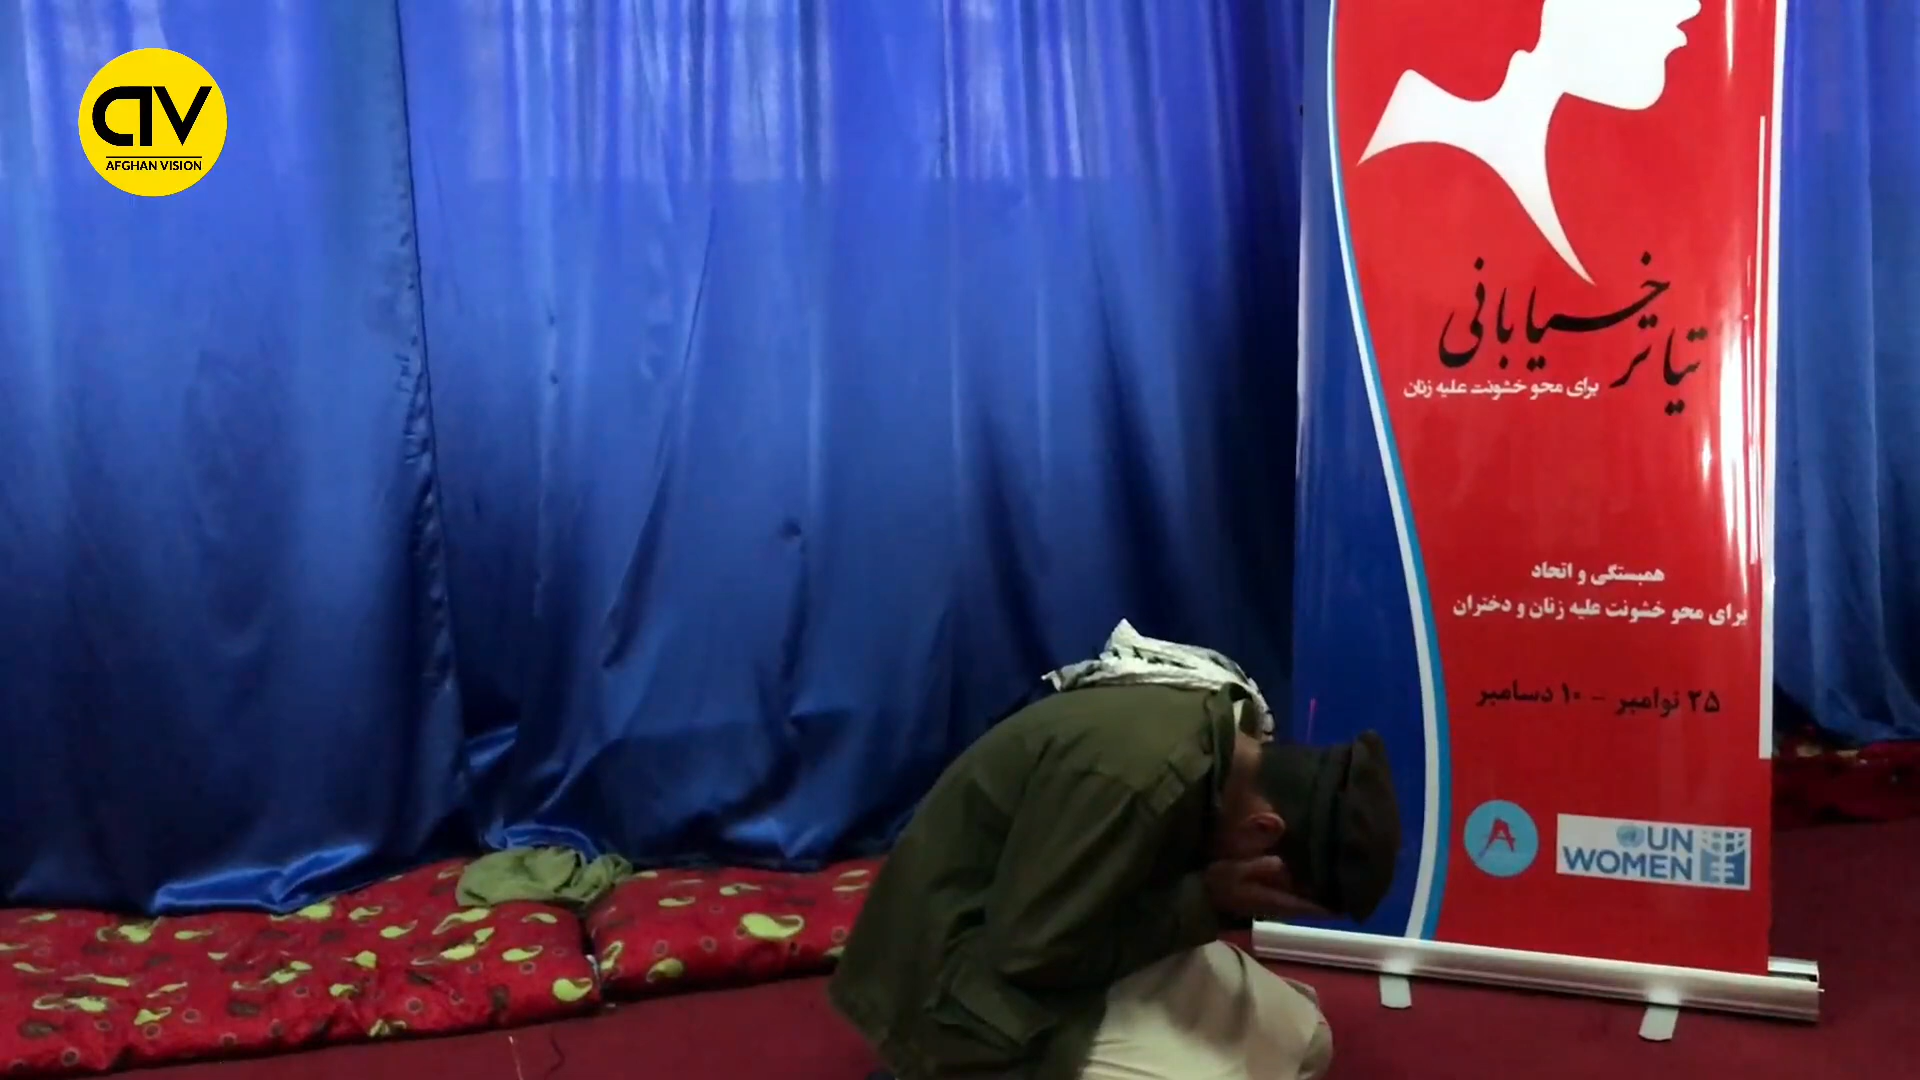 AFGHAN VISION
تیاتر خیابانی
برای محو خشونت علیه زنان
همبستگی و اتحاد
برای محو خشونت علیه زنان و دختران
۲۵ نوامبر - ۱۰ دسامبر
UN
WOMEN